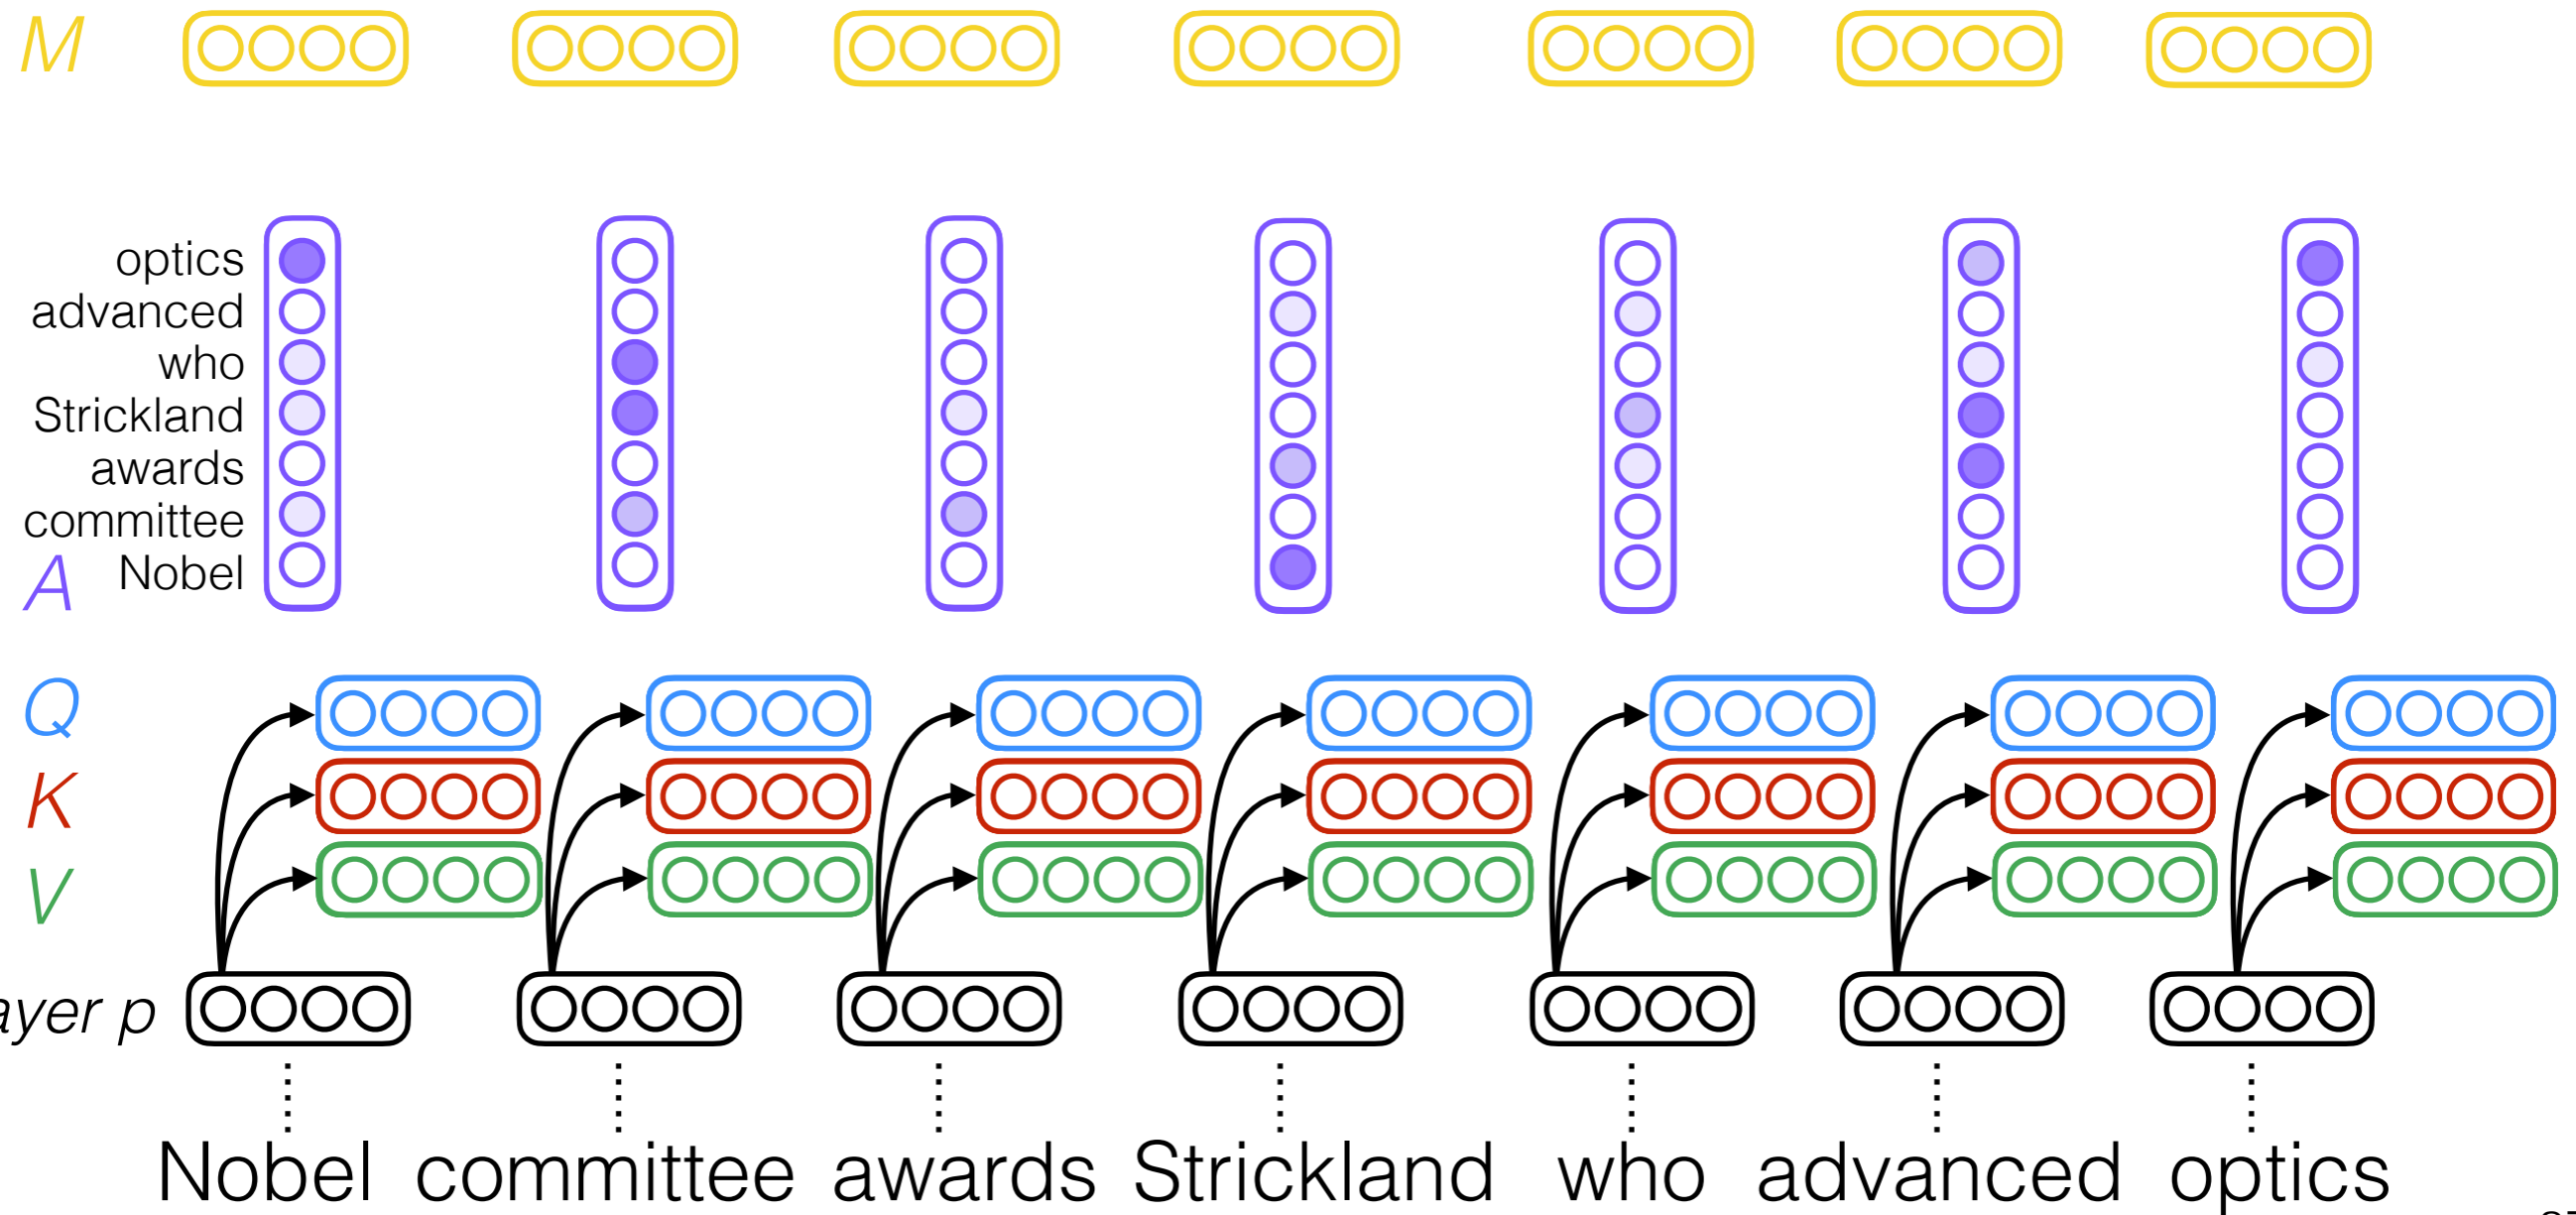 M
optics
advanced
who
Strickland
awards
committee
A Nobel
Q
K
V
ayer p
Nobel committee awards Strickland who advanced optics